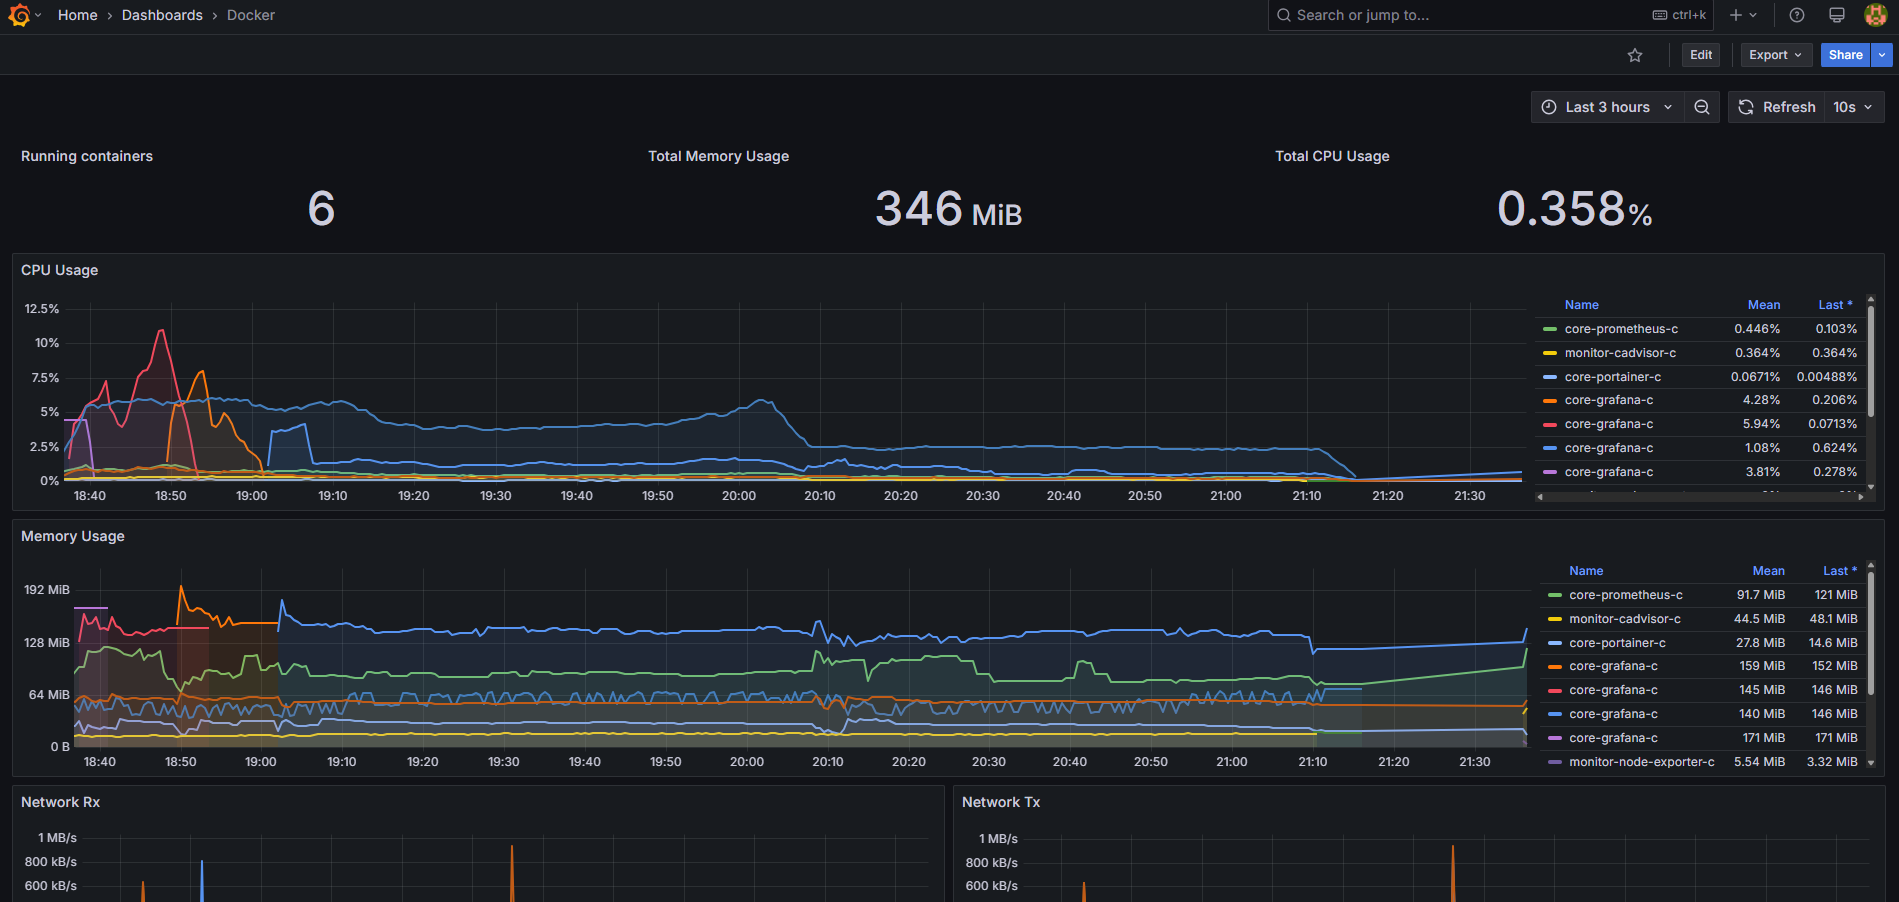 Home › Dashboards › Docker
Search or jump to... ctrl+k
Edit Export Share
Last 3 hours Refresh 10s
Running containers
6
Total Memory Usage
346 MiB
Total CPU Usage
0.358%
CPU Usage
12.5%
10%
7.5%
5%
2.5%
0%
18:40 18:50 19:00 19:10 19:20 19:30 19:40 19:50 20:00 20:10 20:20 20:30 20:40 20:50 21:00 21:10 21:20 21:30
Name Mean Last *
core-prometheus-c 0.446% 0.103%
monitor-cadvisor-c 0.364% 0.364%
core-portainer-c 0.0671% 0.00488%
core-grafana-c 4.28% 0.206%
core-grafana-c 5.94% 0.0713%
core-grafana-c 1.08% 0.624%
core-grafana-c 3.81% 0.278%
Memory Usage
192 MiB
128 MiB
64 MiB
0 B
18:40 18:50 19:00 19:10 19:20 19:30 19:40 19:50 20:00 20:10 20:20 20:30 20:40 20:50 21:00 21:10 21:20 21:30
Name Mean Last *
core-prometheus-c 91.7 MiB 121 MiB
monitor-cadvisor-c 44.5 MiB 48.1 MiB
core-portainer-c 27.8 MiB 14.6 MiB
core-grafana-c 159 MiB 152 MiB
core-grafana-c 145 MiB 146 MiB
core-grafana-c 140 MiB 146 MiB
core-grafana-c 171 MiB 171 MiB
monitor-node-exporter-c 5.54 MiB 3.32 MiB
Network Rx
1 MB/s
800 kB/s
600 kB/s
Network Tx
1 MB/s
800 kB/s
600 kB/s